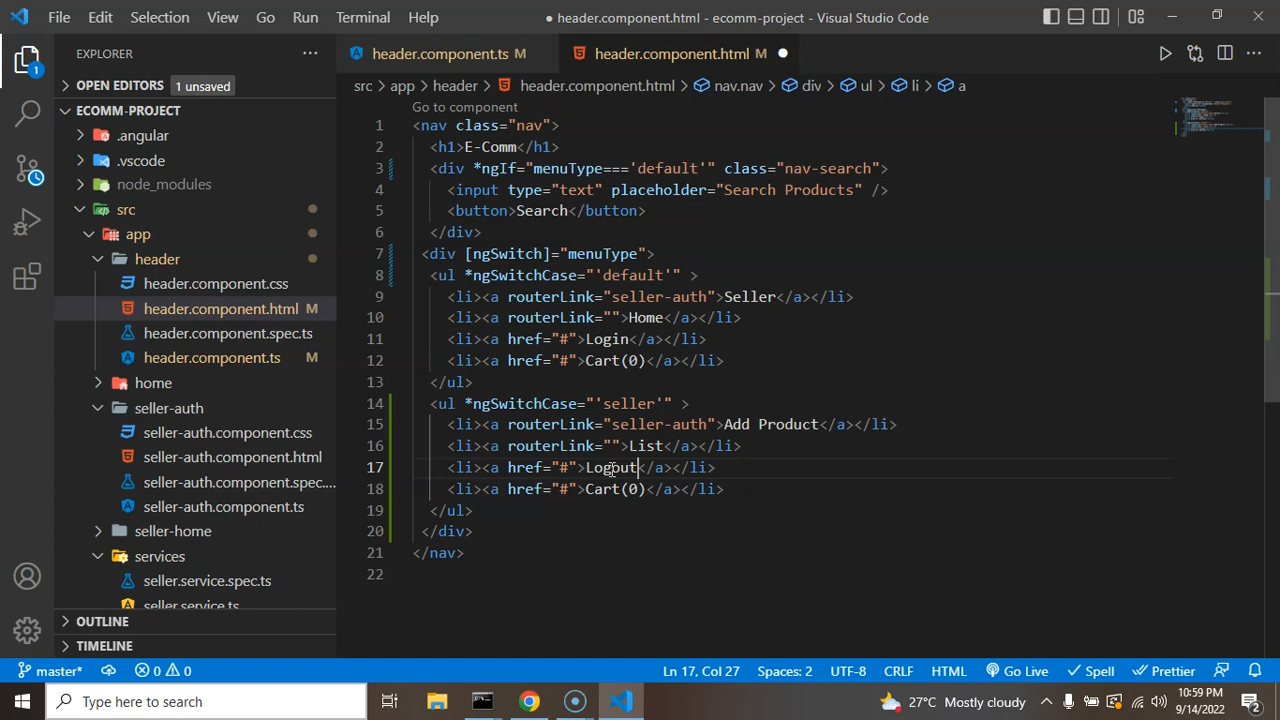 File Edit Selection View Go Run Terminal Help
● header.component.html - ecomm-project - Visual Studio Code
EXPLORER
OPEN EDITORS 1 unsaved
ECOMM-PROJECT
.angular
.vscode
node_modules
src
app
header
header.component.css
header.component.html M
header.component.spec.ts
header.component.ts M
home
seller-auth
seller-auth.component.css
seller-auth.component.html
seller-auth.component.spec....
seller-auth.component.ts
seller-home
services
seller.service.spec.ts
seller.service.ts
OUTLINE
TIMELINE
header.component.ts M
header.component.html M ●
src > app > header > header.component.html > nav.nav > div > ul > li > a
Go to component
1 <nav class="nav">
2 <h1>E-Comm</h1>
3 <div *ngIf="menuType==='default'" class="nav-search">
4 <input type="text" placeholder="Search Products" />
5 <button>Search</button>
6 </div>
7 <div [ngSwitch]="menuType">
8 <ul *ngSwitchCase="'default'" >
9 <li><a routerLink="seller-auth">Seller</a></li>
10 <li><a routerLink="">Home</a></li>
11 <li><a href="#">Login</a></li>
12 <li><a href="#">Cart(0)</a></li>
13 </ul>
14 <ul *ngSwitchCase="'seller'" >
15 <li><a routerLink="seller-auth">Add Product</a></li>
16 <li><a routerLink="">List</a></li>
17 <li><a href="#">Logout</a></li>
18 <li><a href="#">Cart(0)</a></li>
19 </ul>
20 </div>
21 </nav>
22
1
master* 0 0 Ln 17, Col 27 Spaces: 2 UTF-8 CRLF HTML Go Live Spell Prettier
Type here to search
27°C Mostly cloudy
10:59 PM
9/14/2022
2